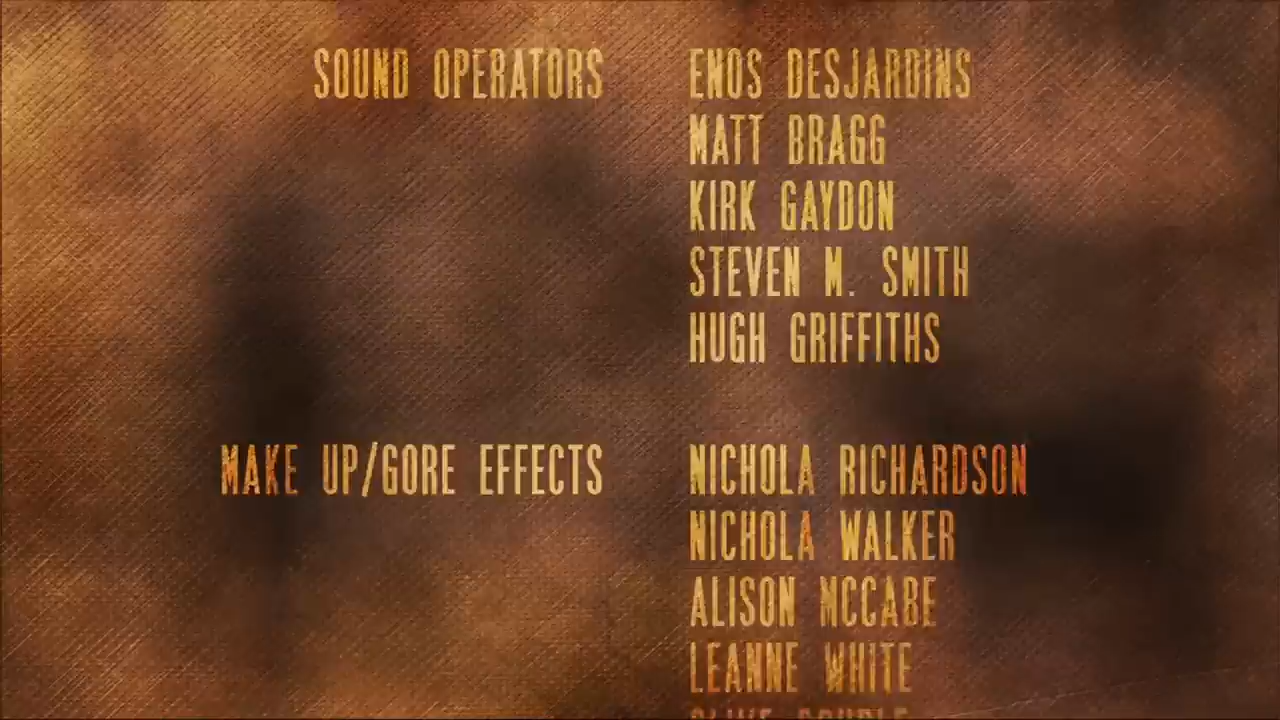 SOUND OPERATORS ENOS DESJARDINS
MATT BRAGG
KIRK GAYDON
STEVEN M. SMITH
HUGH GRIFFITHS
MAKE UP/GORE EFFECTS NICHOLA RICHARDSON
NICHOLA WALKER
ALISON MCCABE
LEANNE WHITE